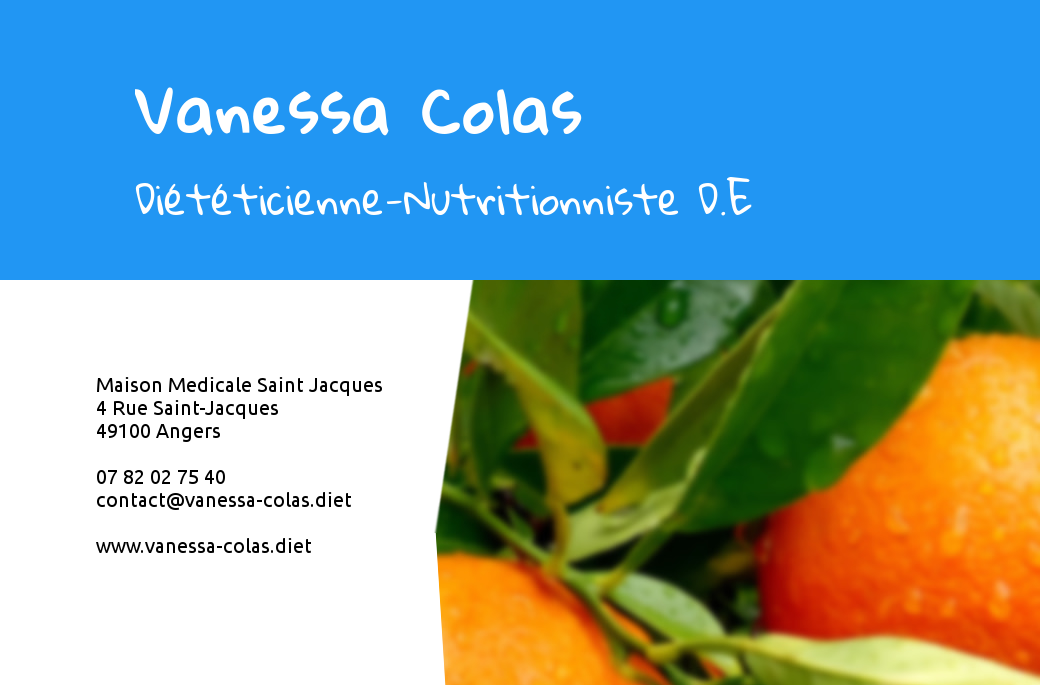 Vanessa Colas
Diététicienne-Nutritionniste D.E
Maison Medicale Saint Jacques
4 Rue Saint-Jacques
49100 Angers
07 82 02 75 40
contact@vanessa-colas.diet
www.vanessa-colas.diet